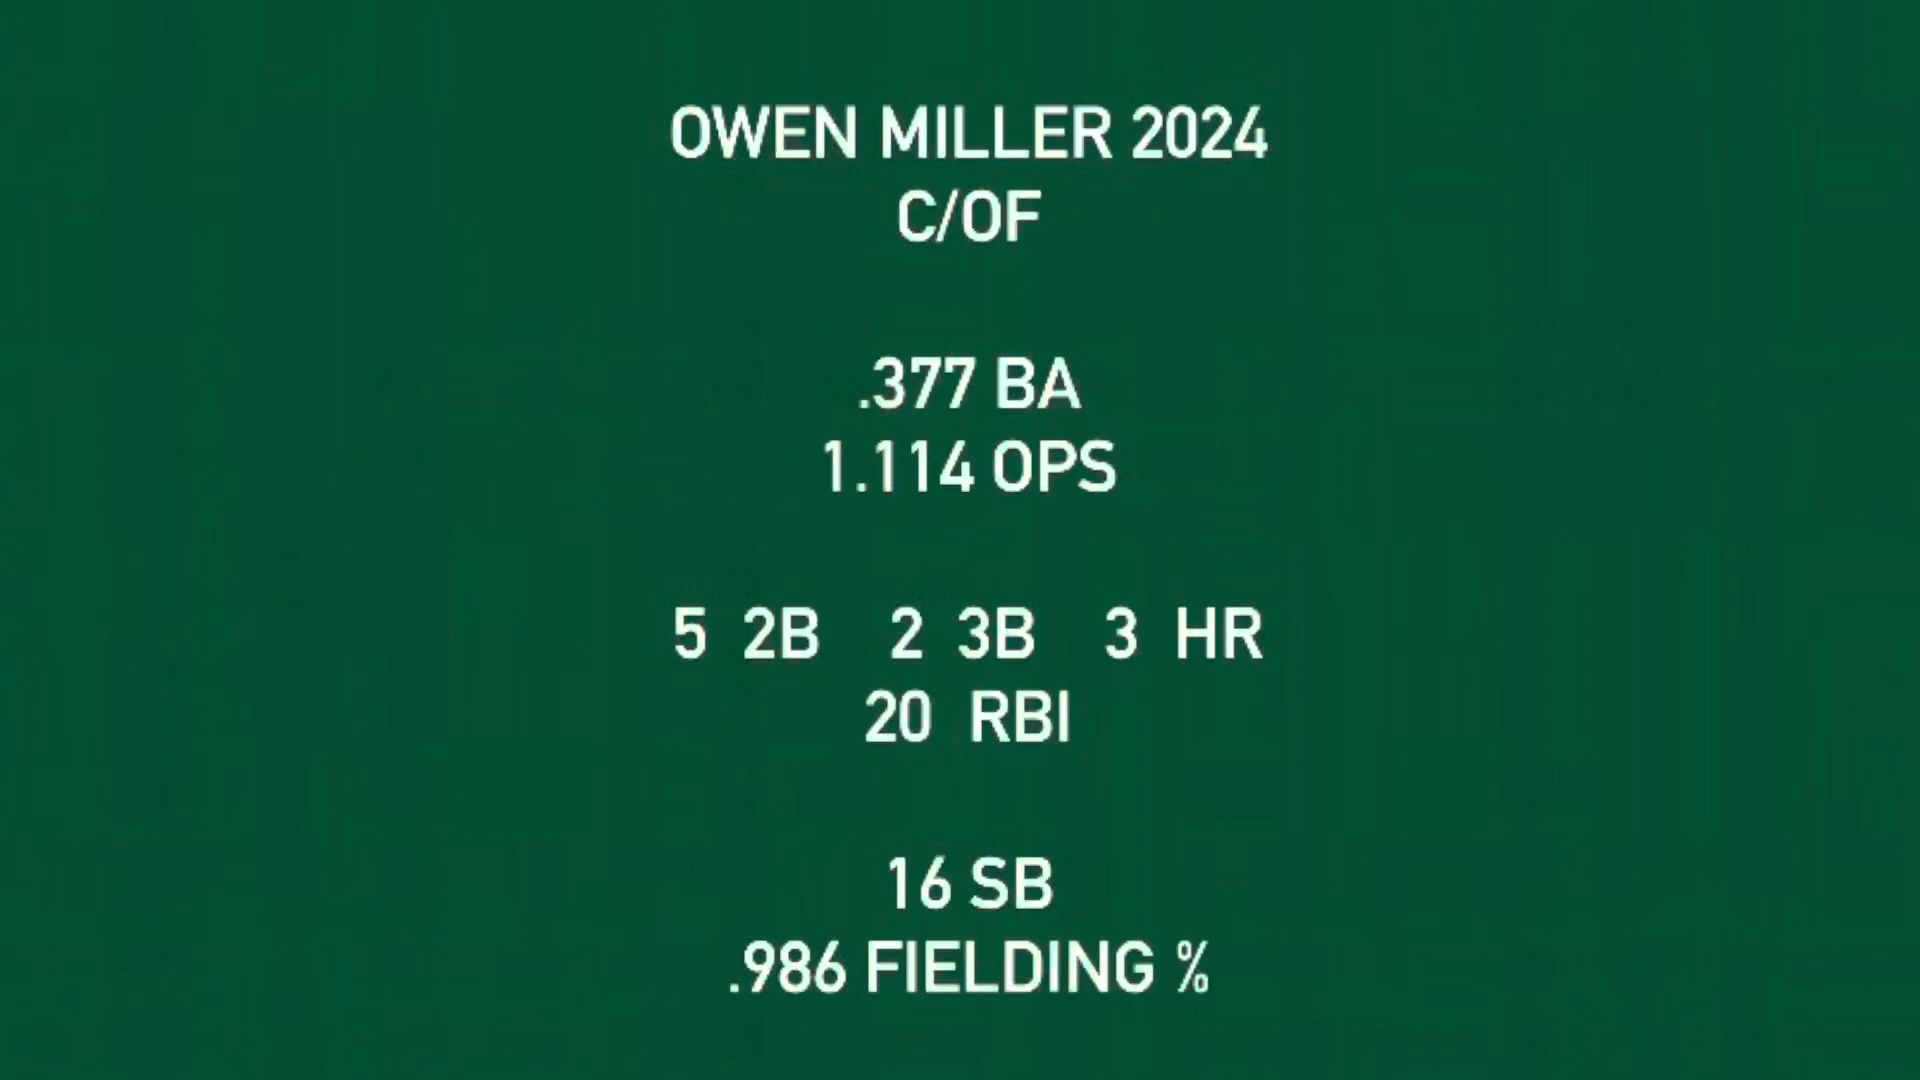 OWEN MILLER 2024
C/OF
.377 BA
1.114 OPS
5 2B 2 3B 3 HR
20 RBI
16 SB
.986 FIELDING %